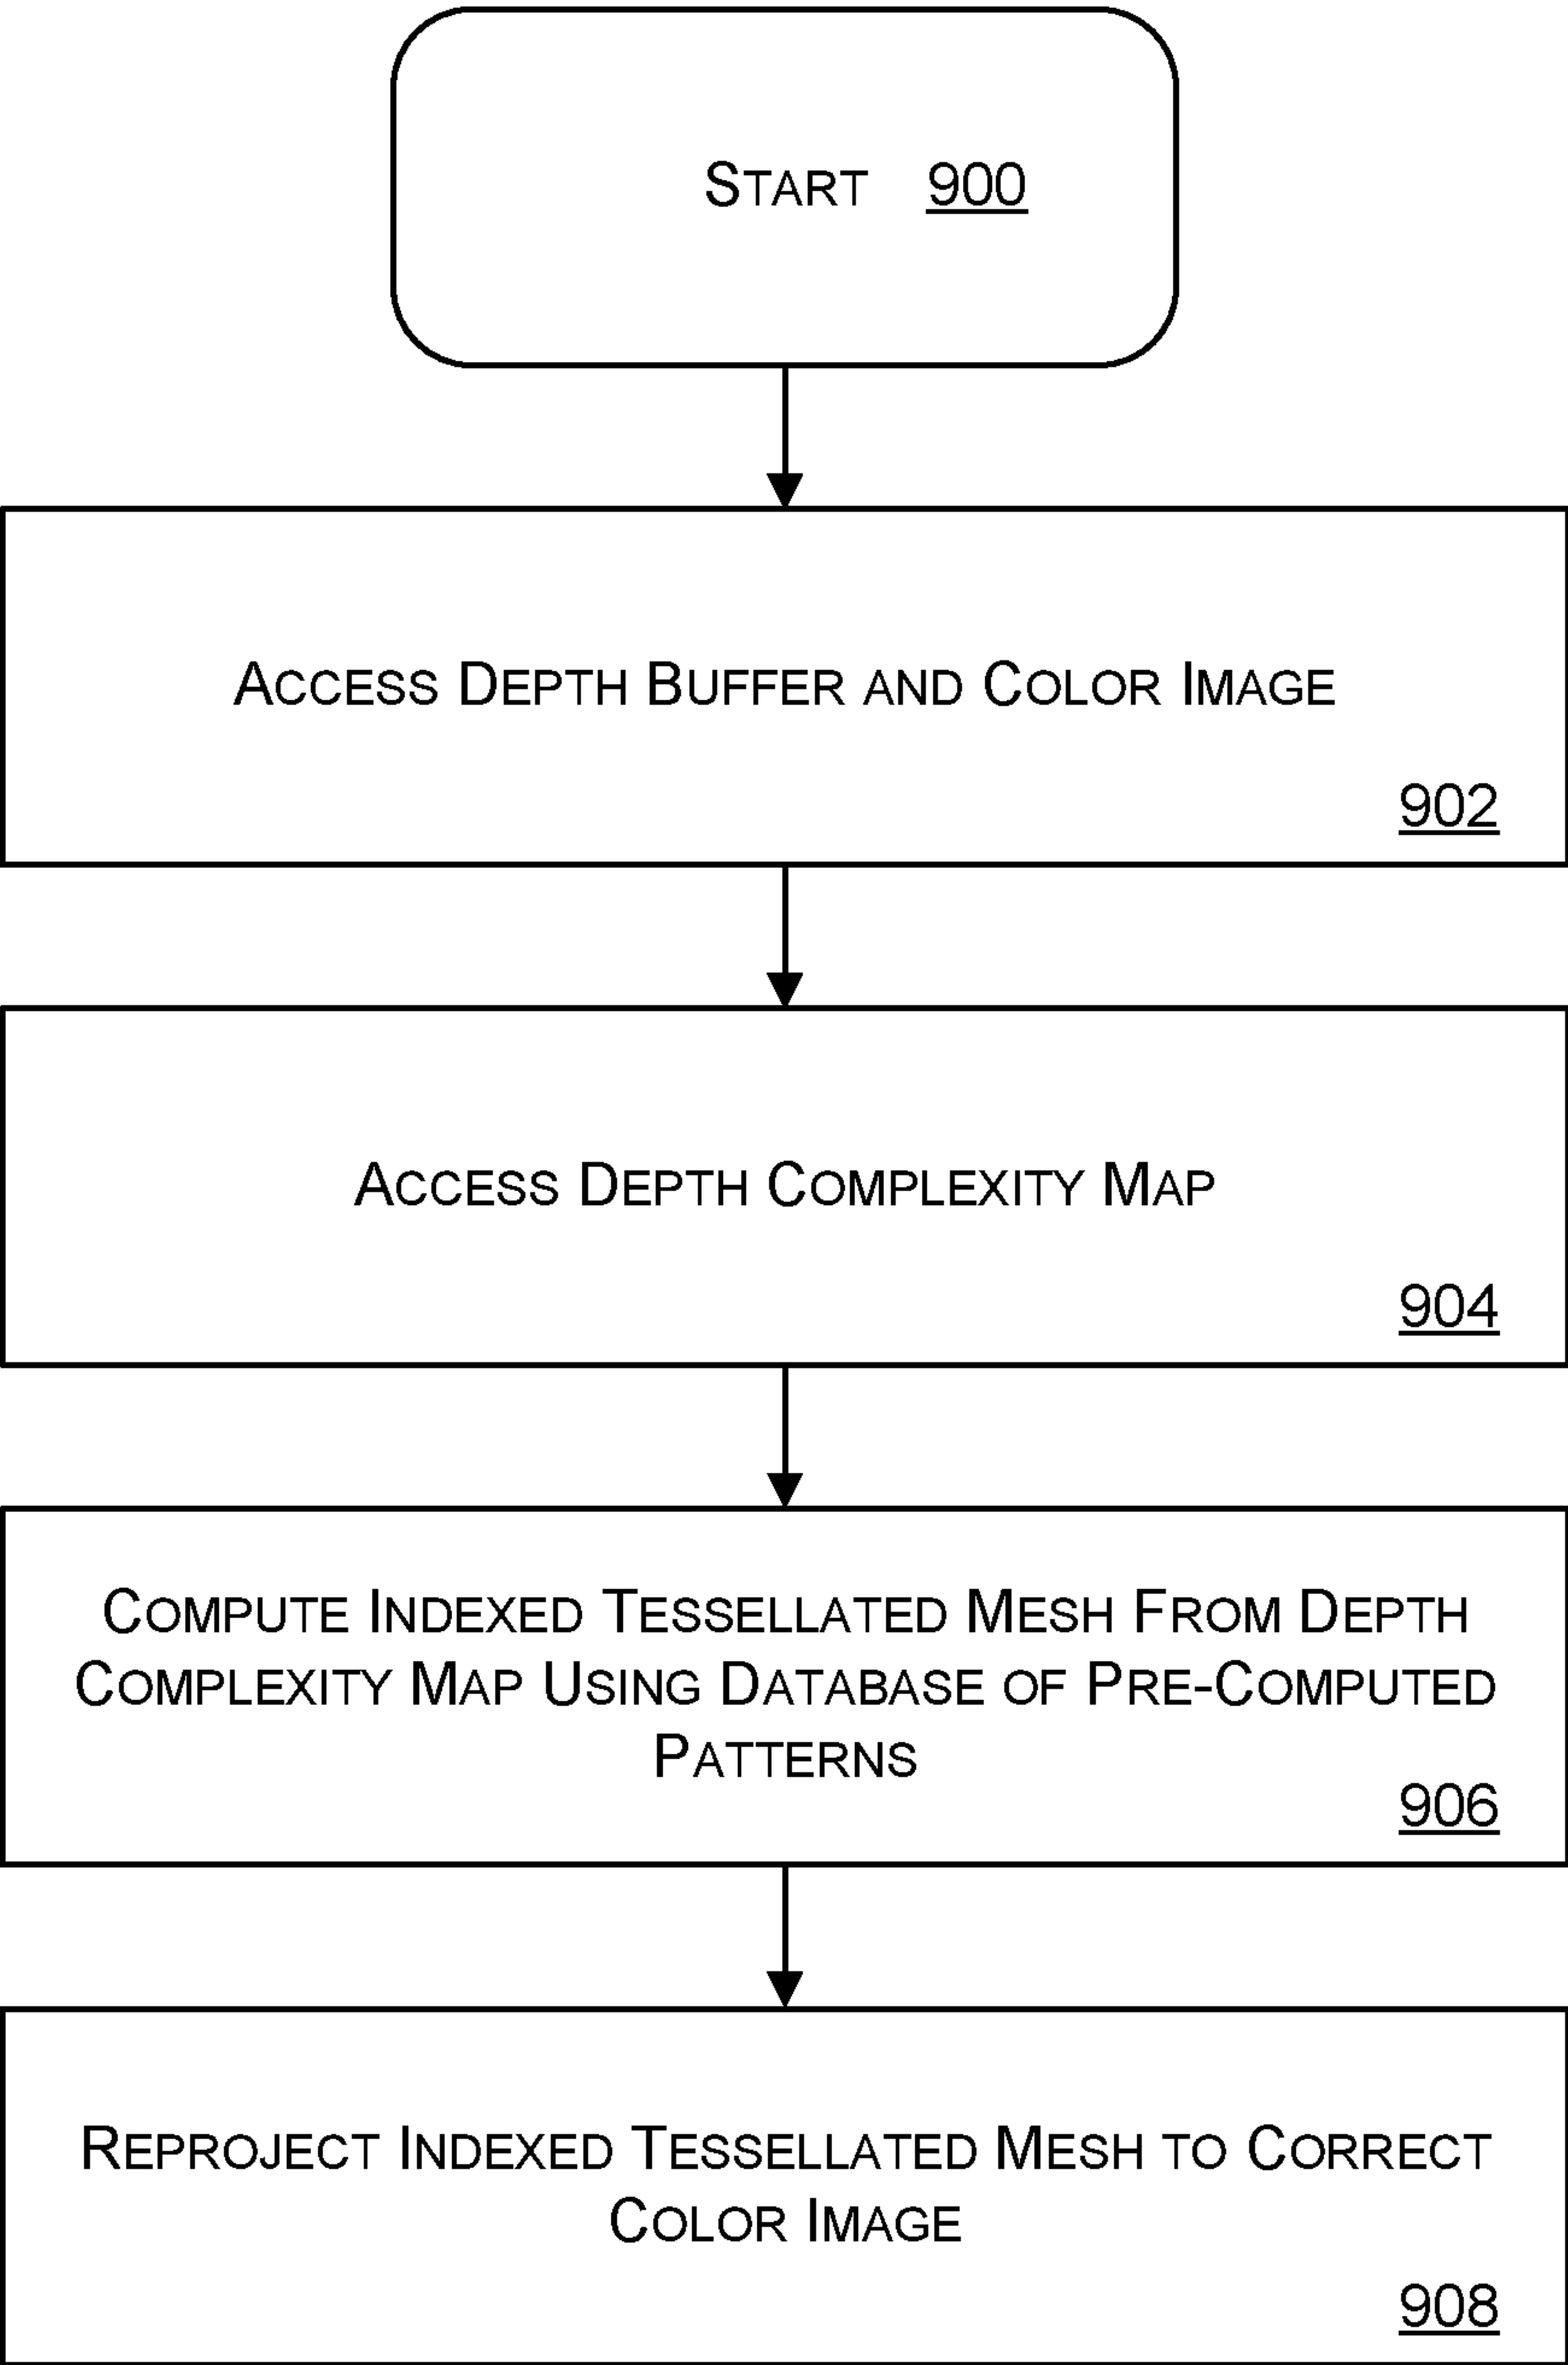 START 900
ACCESS DEPTH BUFFER AND COLOR IMAGE
902
ACCESS DEPTH COMPLEXITY MAP
904
COMPUTE INDEXED TESSELLATED MESH FROM DEPTH
COMPLEXITY MAP USING DATABASE OF PRE-COMPUTED
PATTERNS
906
REPROJECT INDEXED TESSELLATED MESH TO CORRECT
COLOR IMAGE
908